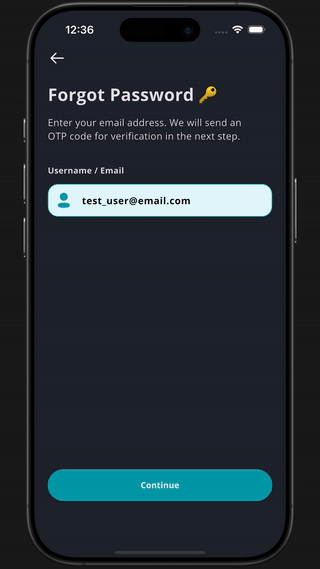 12:36
Forgot Password 🔑
Enter your email address. We will send an
OTP code for verification in the next step.
Username / Email
test_user@email.com
Continue